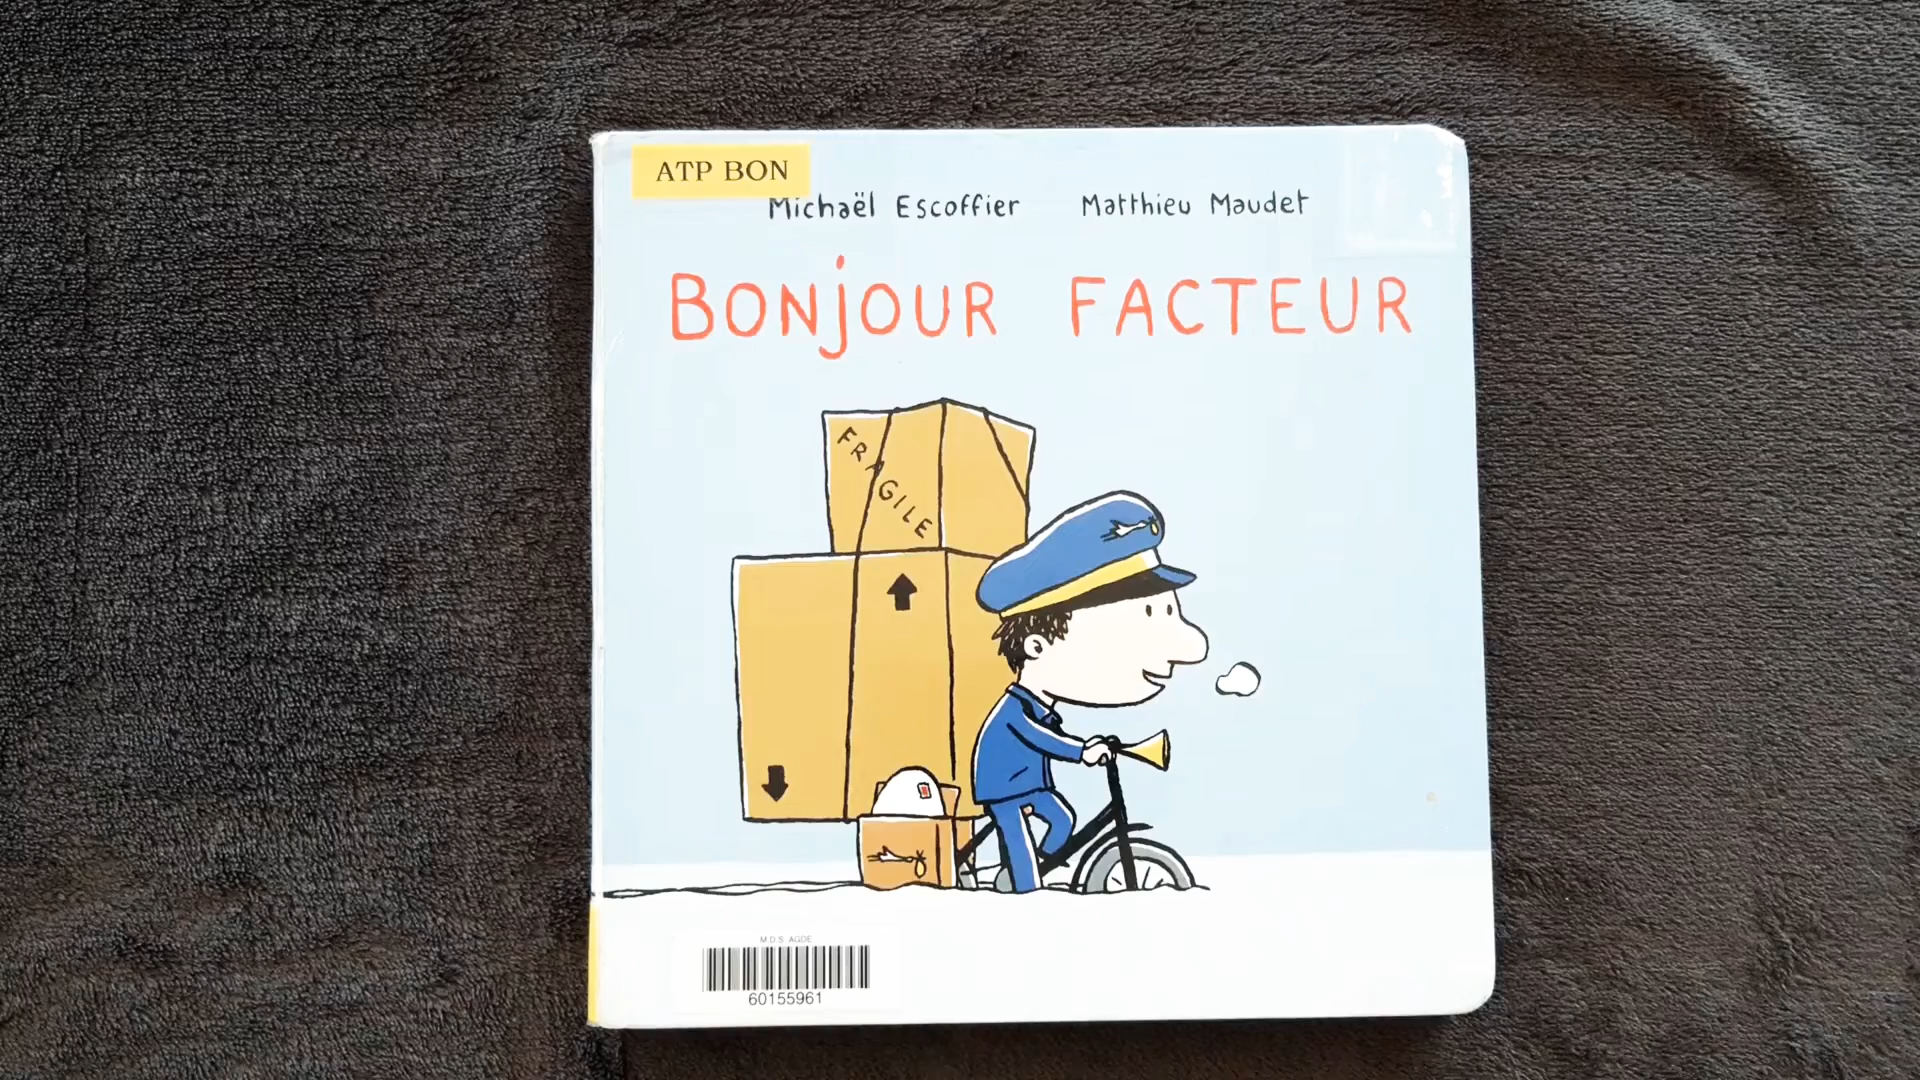 ATP BON
Michaël Escoffier Matthieu Maudet
BONjOUR FACTEUR
FRAGILE
M.D.S. AGDE
60155961